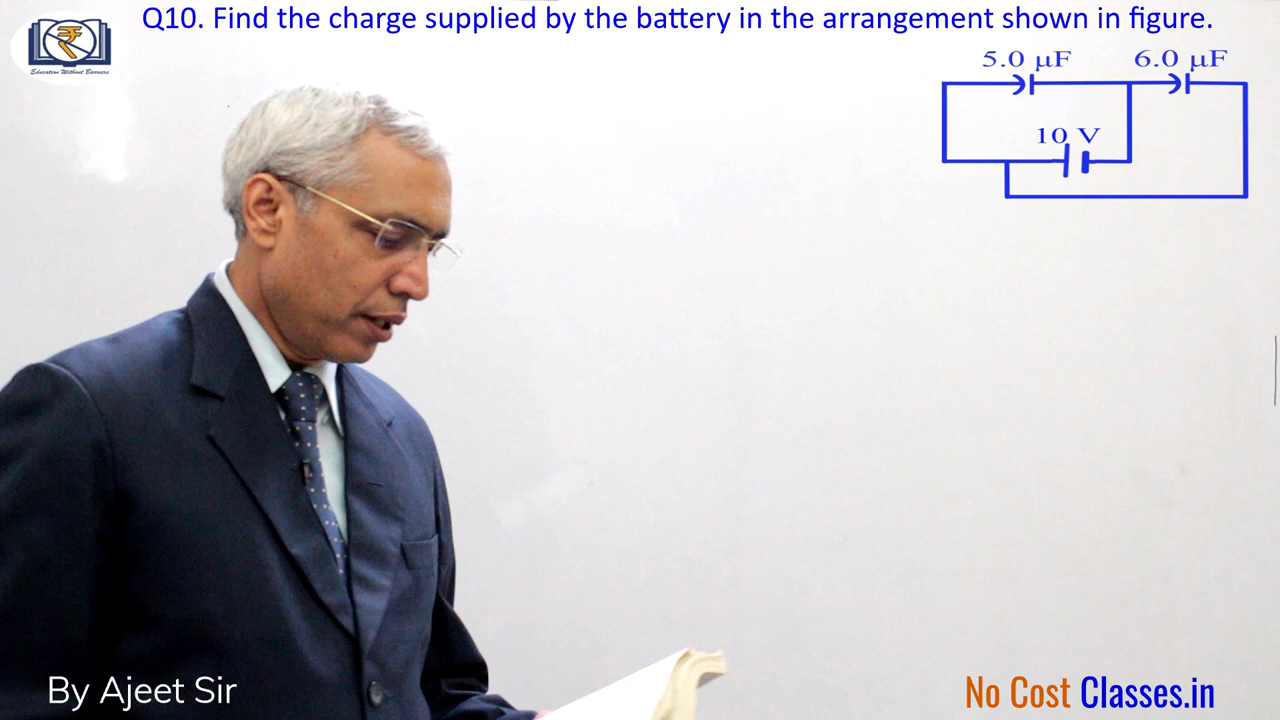 Q10. Find the charge supplied by the battery in the arrangement shown in figure.
Education Without Barriers
5.0 μF
6.0 μF
10 V
By Ajeet Sir
No Cost Classes.in